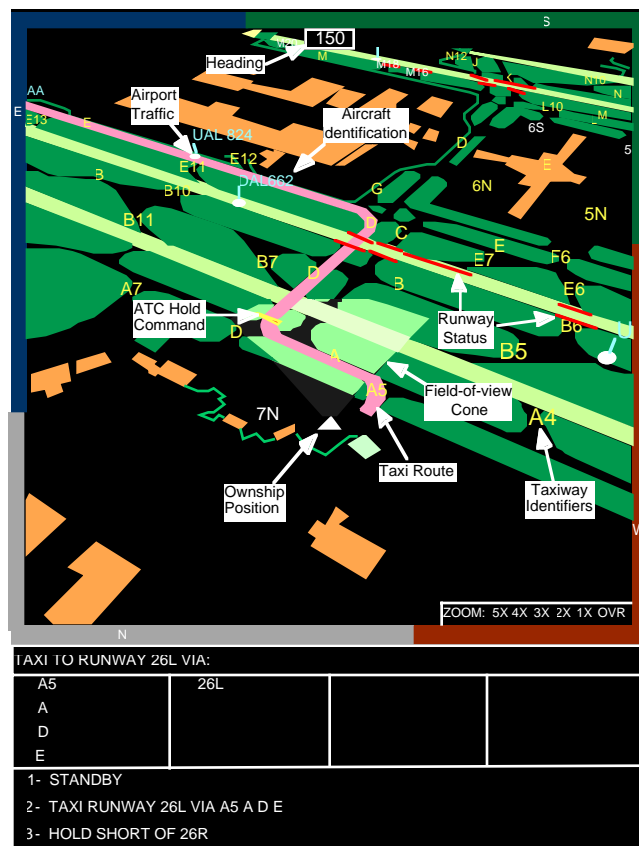 S
150
M
M18
M16
N12
J
K
N10
N
Heading
L10
M
AA
6S
E
E13
E
Airport
Traffic
UAL 824
Aircraft
dentification
D
5
E11
E12
E
B
B10
DAL662
G
6N
5N
B11
D
C
E
B7
D
E7
F6
A7
B
E6
ATC Hold
Command
D
Runway
Status
B6
U
A
B5
A5
Field-of-view
Cone
7N
A4
Taxi Route
Ownship
Position
Taxiway
Identifiers
W
ZOOM: 5X 4X 3X 2X 1X OVR
N
TAXI TO RUNWAY 26L VIA:
A5 26L
A
D
E
1- STANDBY
2- TAXI RUNWAY 26L VIA A5 A D E
3- HOLD SHORT OF 26R